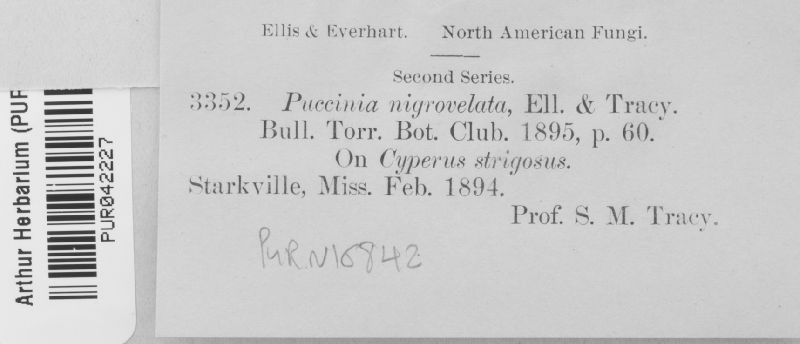 Ellis & Everhart. North American Fungi.
Second Series.
3352. Puccinia nigrovelata, Ell. & Tracy.
Bull. Torr. Bot. Club. 1895, p. 60.
On Cyperus strigosus.
Starkville, Miss. Feb. 1894.
Prof. S. M. Tracy.
PUR N16842
Arthur Herbarium (PUR
PUR042227